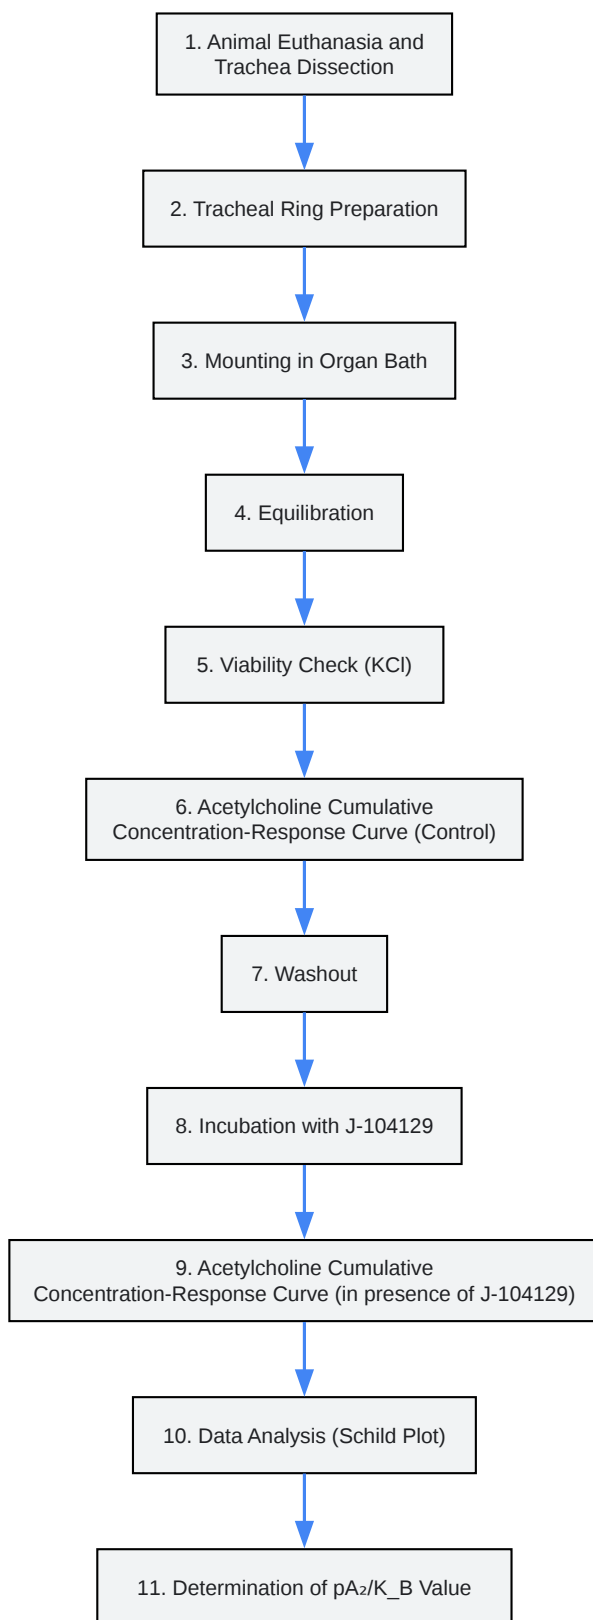 1. Animal Euthanasia and
Trachea Dissection
2. Tracheal Ring Preparation
3. Mounting in Organ Bath
4. Equilibration
5. Viability Check (KCl)
6. Acetylcholine Cumulative
Concentration-Response Curve (Control)
7. Washout
8. Incubation with J-104129
9. Acetylcholine Cumulative
Concentration-Response Curve (in presence of J-104129)
10. Data Analysis (Schild Plot)
11. Determination of pA₂/K_B Value